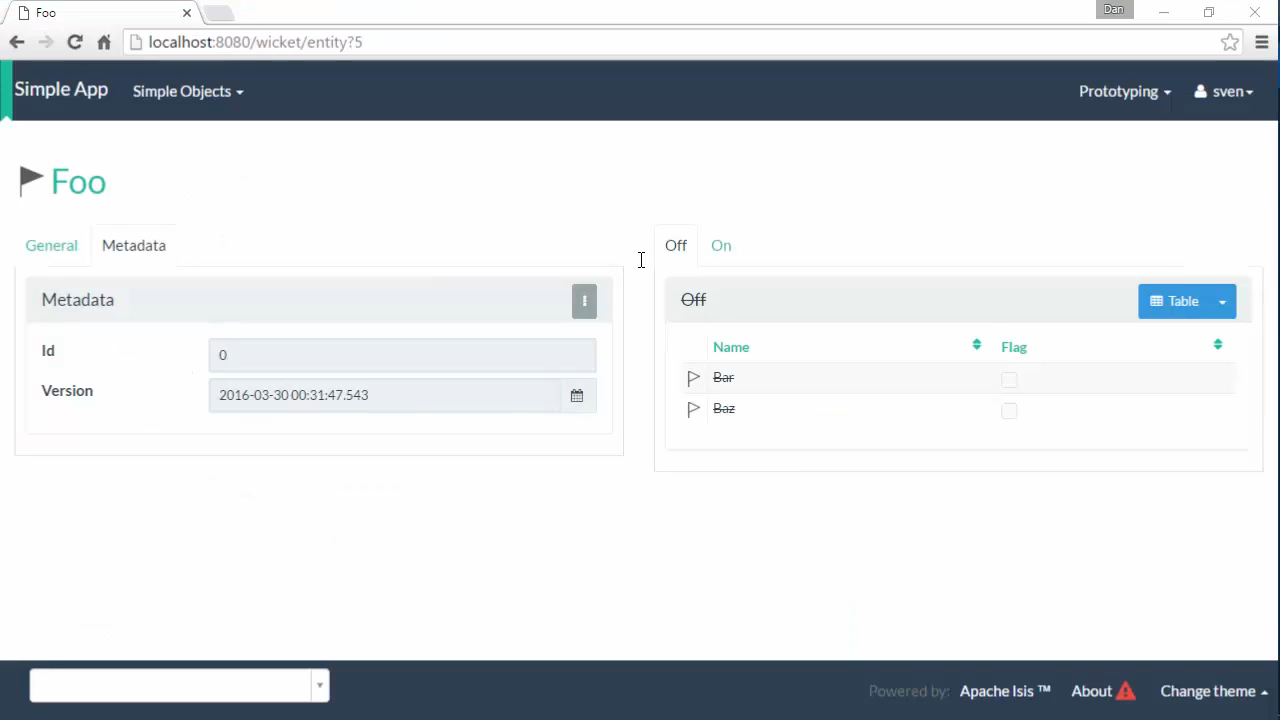 Foo
Dan
localhost:8080/wicket/entity?5
Simple App Simple Objects Prototyping sven
Foo
General Metadata
Off On
Metadata
Off Table
Id 0
Version 2016-03-30 00:31:47.543
Name Flag
Bar
Baz
Powered by: Apache Isis ™ About Change theme